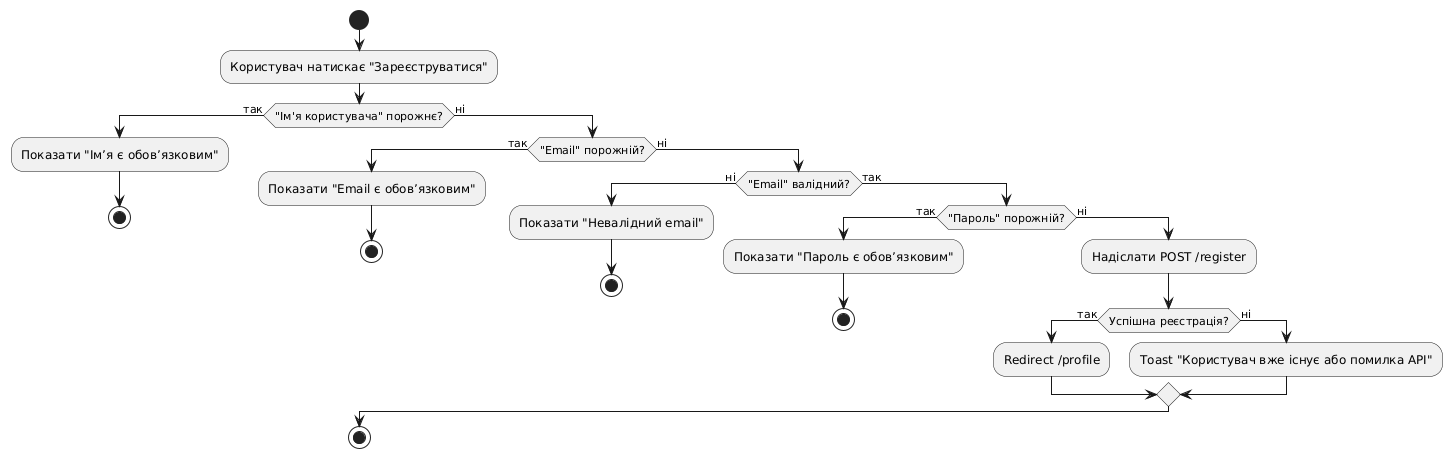 Користувач натискає "Зареєструватися"
"Ім'я користувача" порожнє?
так
ні
Показати "Ім’я є обов’язковим"
"Email" порожній?
так
ні
Показати "Email є обов’язковим"
"Email" валідний?
ні
так
Показати "Невалідний email"
"Пароль" порожній?
так
ні
Показати "Пароль є обов’язковим"
Надіслати POST /register
Успішна реєстрація?
так
ні
Redirect /profile
Toast "Користувач вже існує або помилка API"